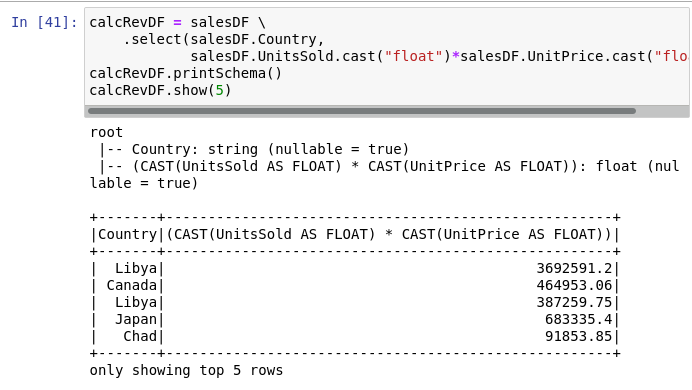 In [41]: calcRevDF = salesDF \
    .select(salesDF.Country,
            salesDF.UnitsSold.cast("float")*salesDF.UnitPrice.cast("flo
calcRevDF.printSchema()
calcRevDF.show(5)
root
 |-- Country: string (nullable = true)
 |-- (CAST(UnitsSold AS FLOAT) * CAST(UnitPrice AS FLOAT)): float (nul
lable = true)
+-------+-----------------------------------------------------+
|Country|(CAST(UnitsSold AS FLOAT) * CAST(UnitPrice AS FLOAT))|
+-------+-----------------------------------------------------+
|  Libya|                                            3692591.2|
| Canada|                                            464953.06|
|  Libya|                                            387259.75|
|  Japan|                                             683335.4|
|   Chad|                                             91853.85|
+-------+-----------------------------------------------------+
only showing top 5 rows